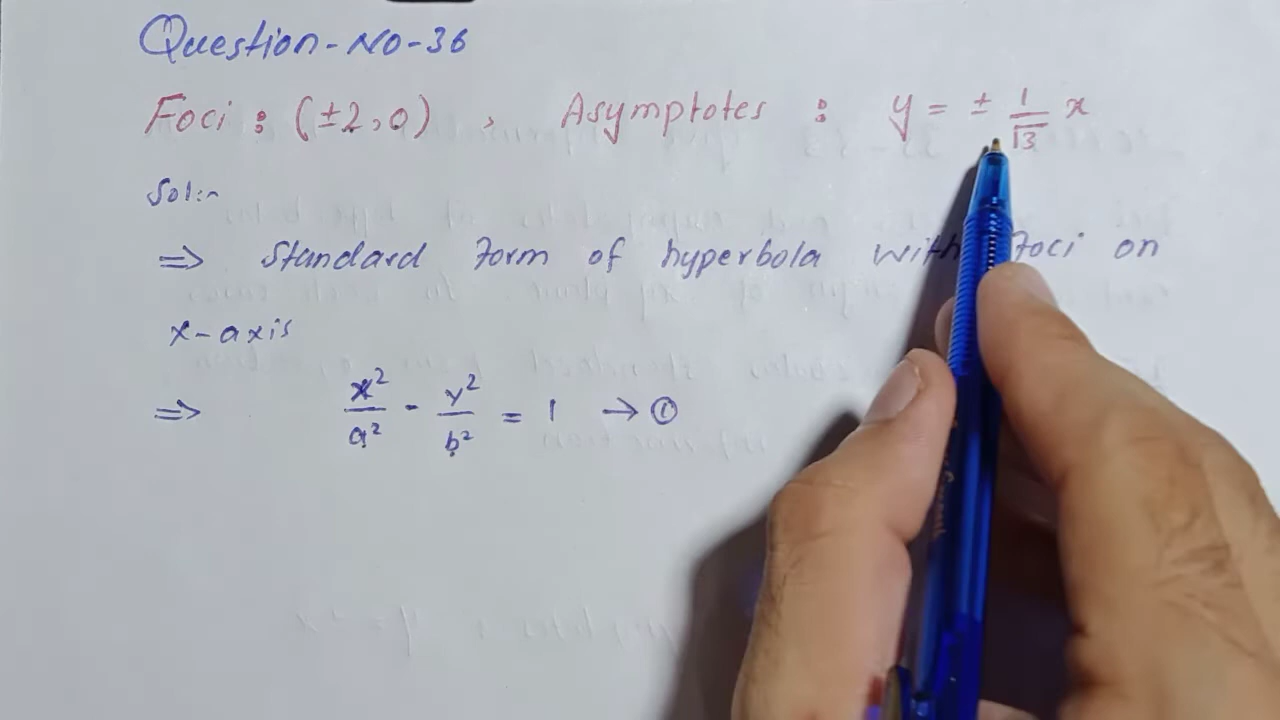 Question-No-36
Foci : (±2,0) , Asymptotes : y = ± 1/√3 x
Sol:~
⇒ Standard Form of hyperbola with Foci on
x-axis
⇒ x²/a² - y²/b² = 1 → ①